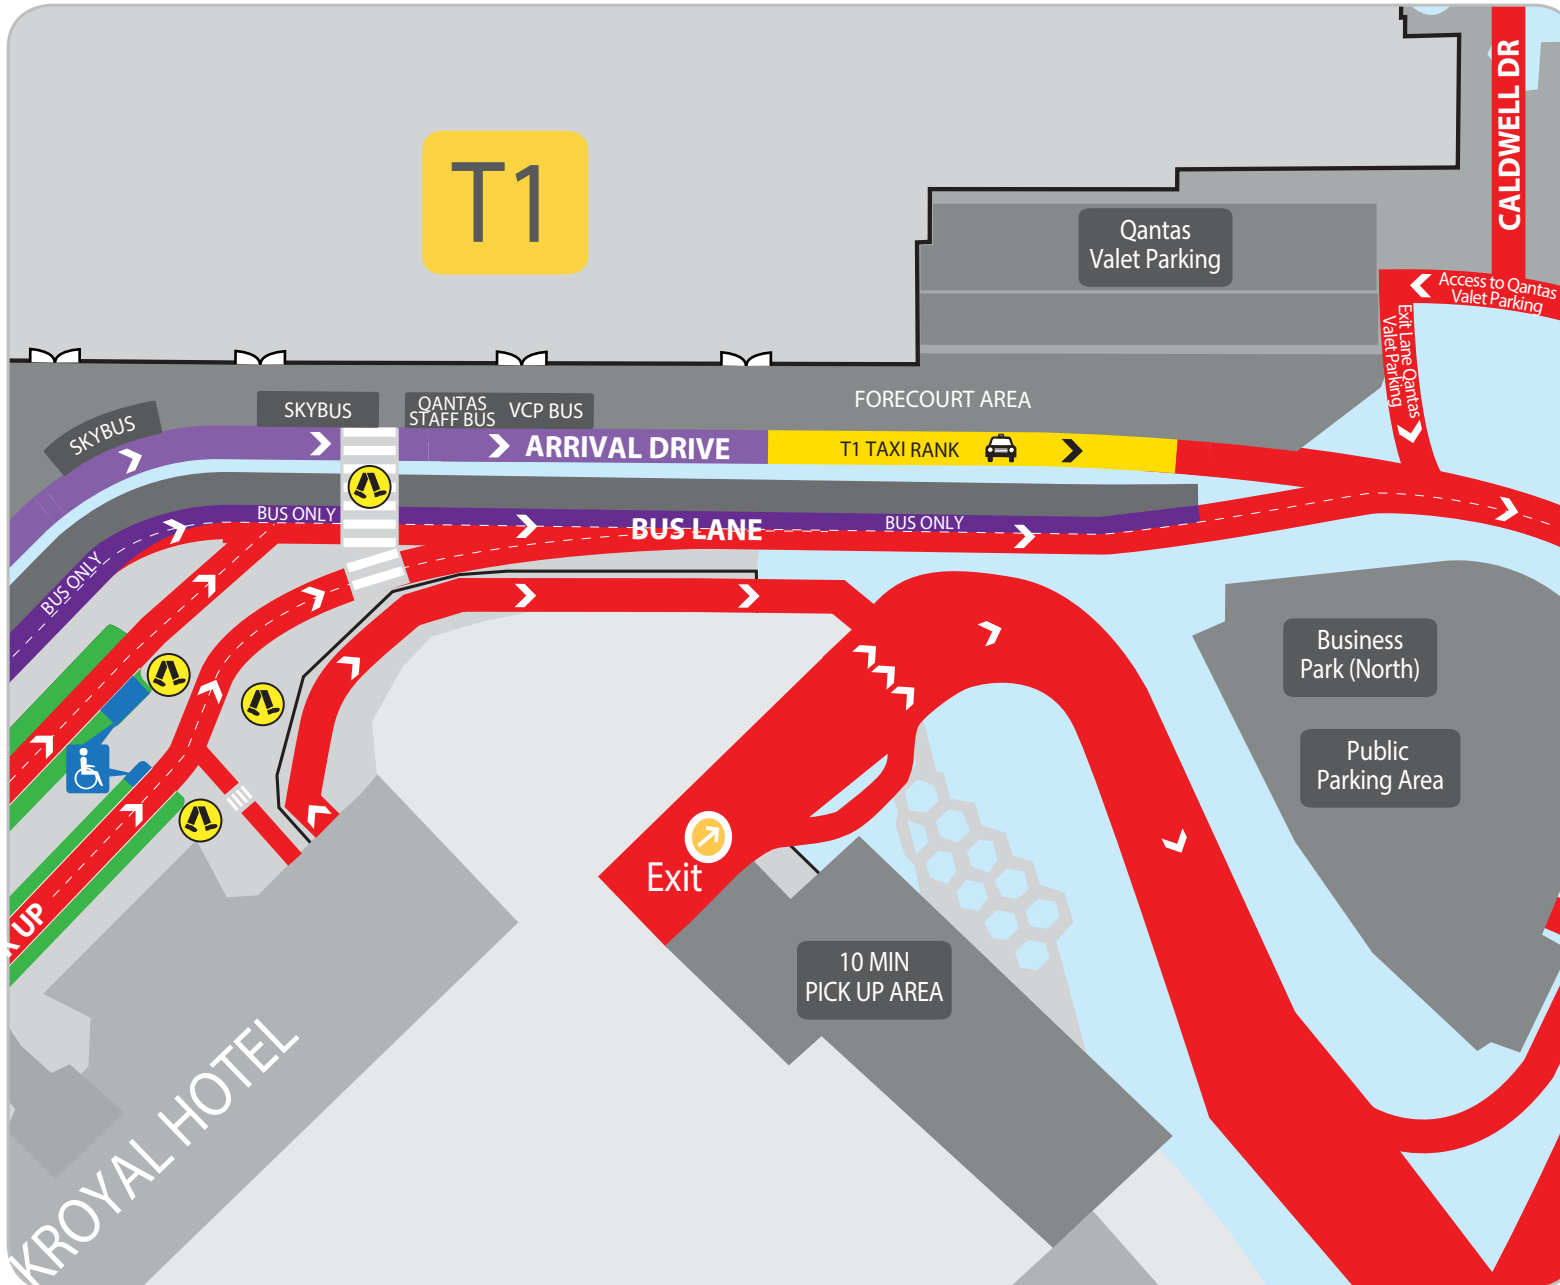 T1
CALDWELL DR
Qantas
Valet Parking
Access to Qantas
Valet Parking
Exit Lane Qantas
Valet Parking
SKYBUS
SKYBUS
QANTAS
STAFF BUS
VCP BUS
FORECOURT AREA
ARRIVAL DRIVE
T1 TAXI RANK
BUS ONLY
BUS LANE
BUS ONLY
BUS ONLY
Business
Park (North)
Public
Parking Area
Exit
UP
10 MIN
PICK UP AREA
KROYAL HOTEL